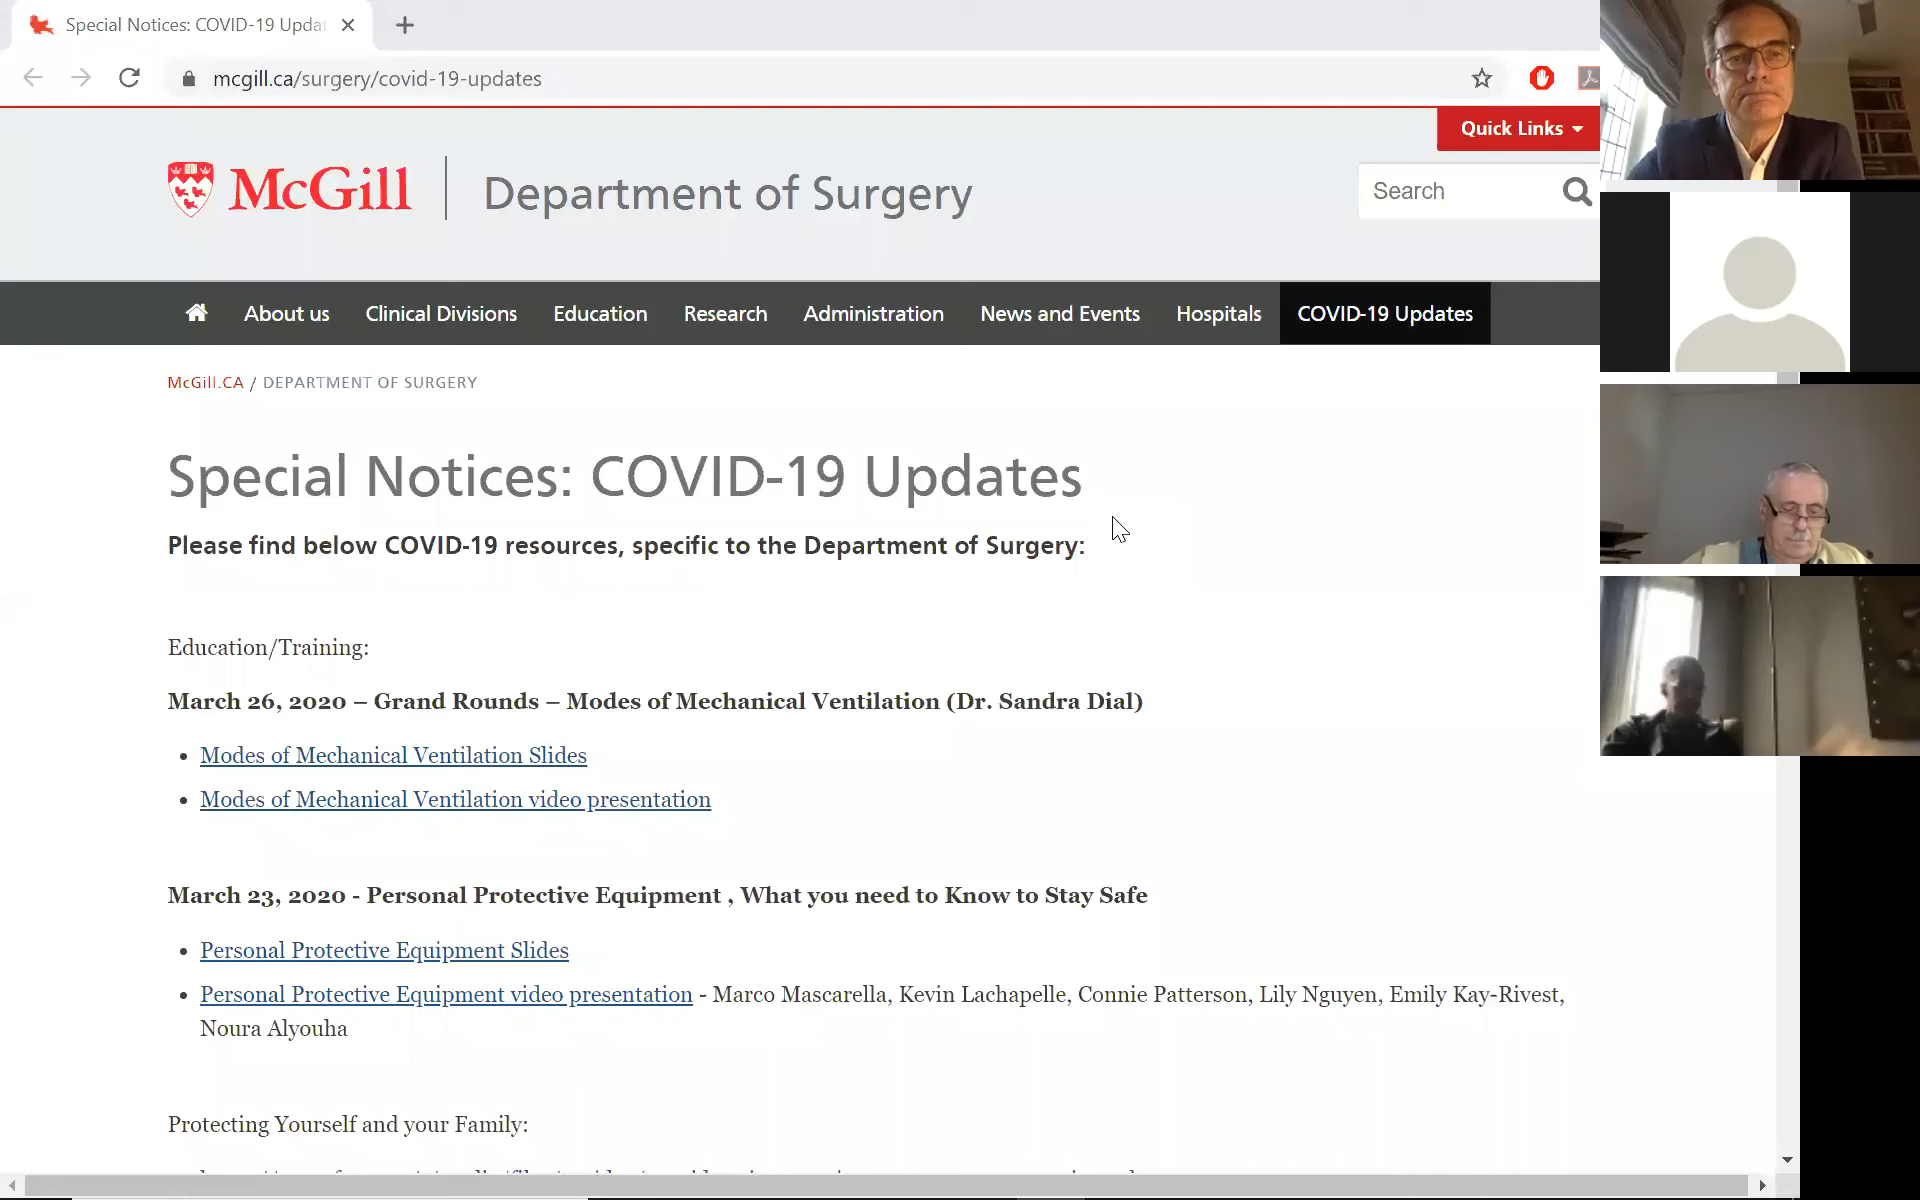 Special Notices: COVID-19 Updat
mcgill.ca/surgery/covid-19-updates
Quick Links
McGill
Department of Surgery
Search
About us
Clinical Divisions
Education
Research
Administration
News and Events
Hospitals
COVID-19 Updates
McGill.CA / DEPARTMENT OF SURGERY
Special Notices: COVID-19 Updates
Please find below COVID-19 resources, specific to the Department of Surgery:
Education/Training:
March 26, 2020 – Grand Rounds – Modes of Mechanical Ventilation (Dr. Sandra Dial)
Modes of Mechanical Ventilation Slides
Modes of Mechanical Ventilation video presentation
March 23, 2020 - Personal Protective Equipment , What you need to Know to Stay Safe
Personal Protective Equipment Slides
Personal Protective Equipment video presentation - Marco Mascarella, Kevin Lachapelle, Connie Patterson, Lily Nguyen, Emily Kay-Rivest,
Noura Alyouha
Protecting Yourself and your Family: